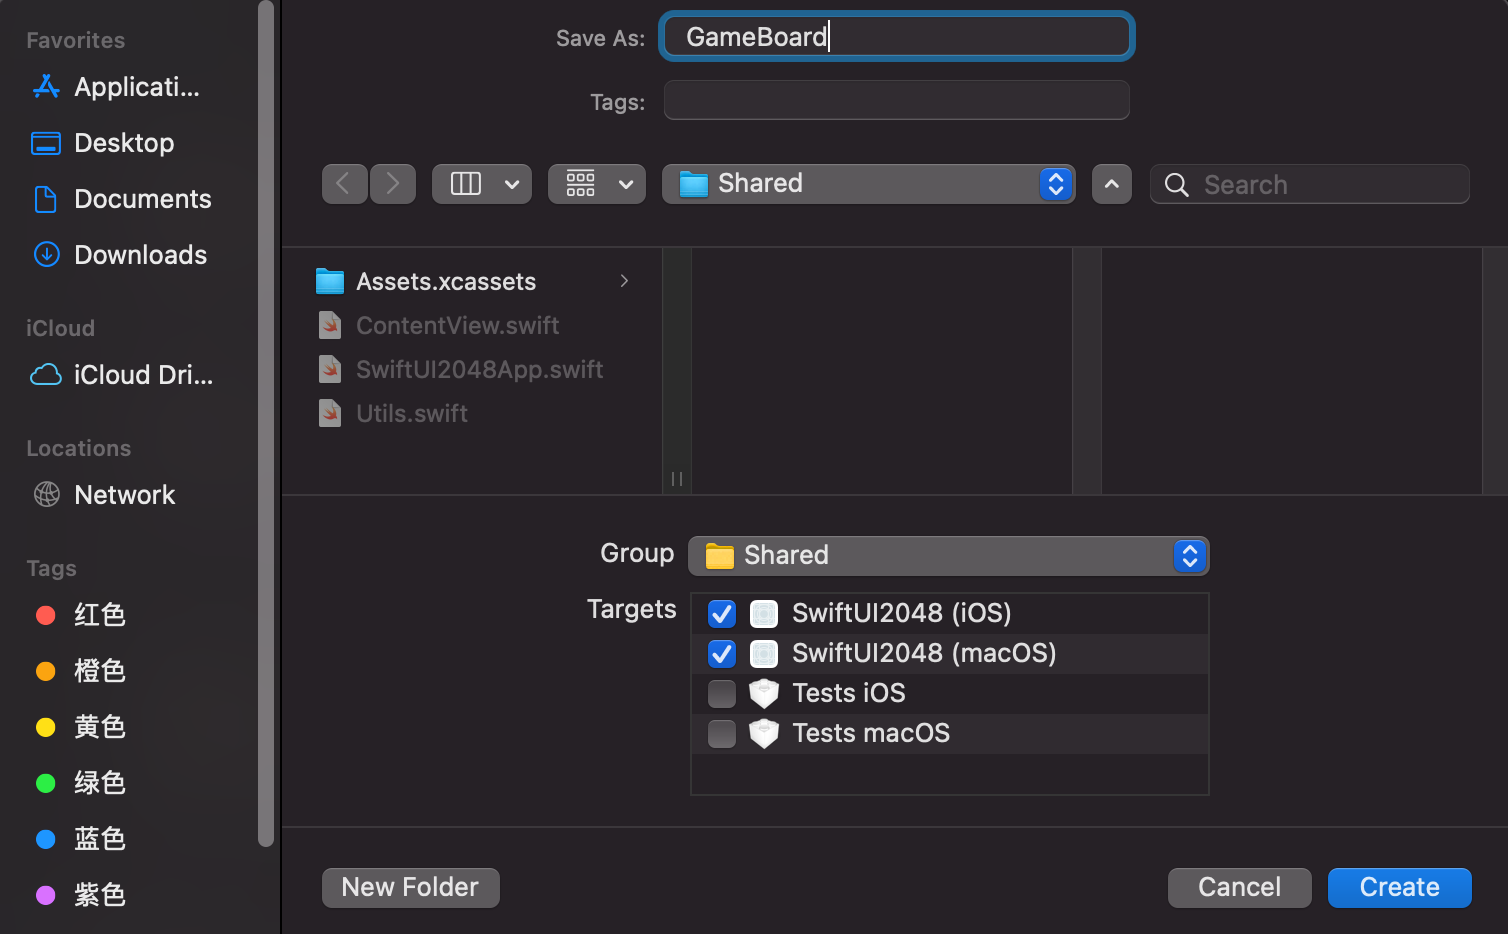 Favorites
Applicati...
Desktop
Documents
Downloads
iCloud
iCloud Dri...
Locations
Network
Tags
红色
橙色
黄色
绿色
蓝色
紫色
Save As: GameBoard
Tags:
Shared
Search
Assets.xcassets
ContentView.swift
SwiftUI2048App.swift
Utils.swift
Group Shared
Targets
SwiftUI2048 (iOS)
SwiftUI2048 (macOS)
Tests iOS
Tests macOS
New Folder
Cancel
Create